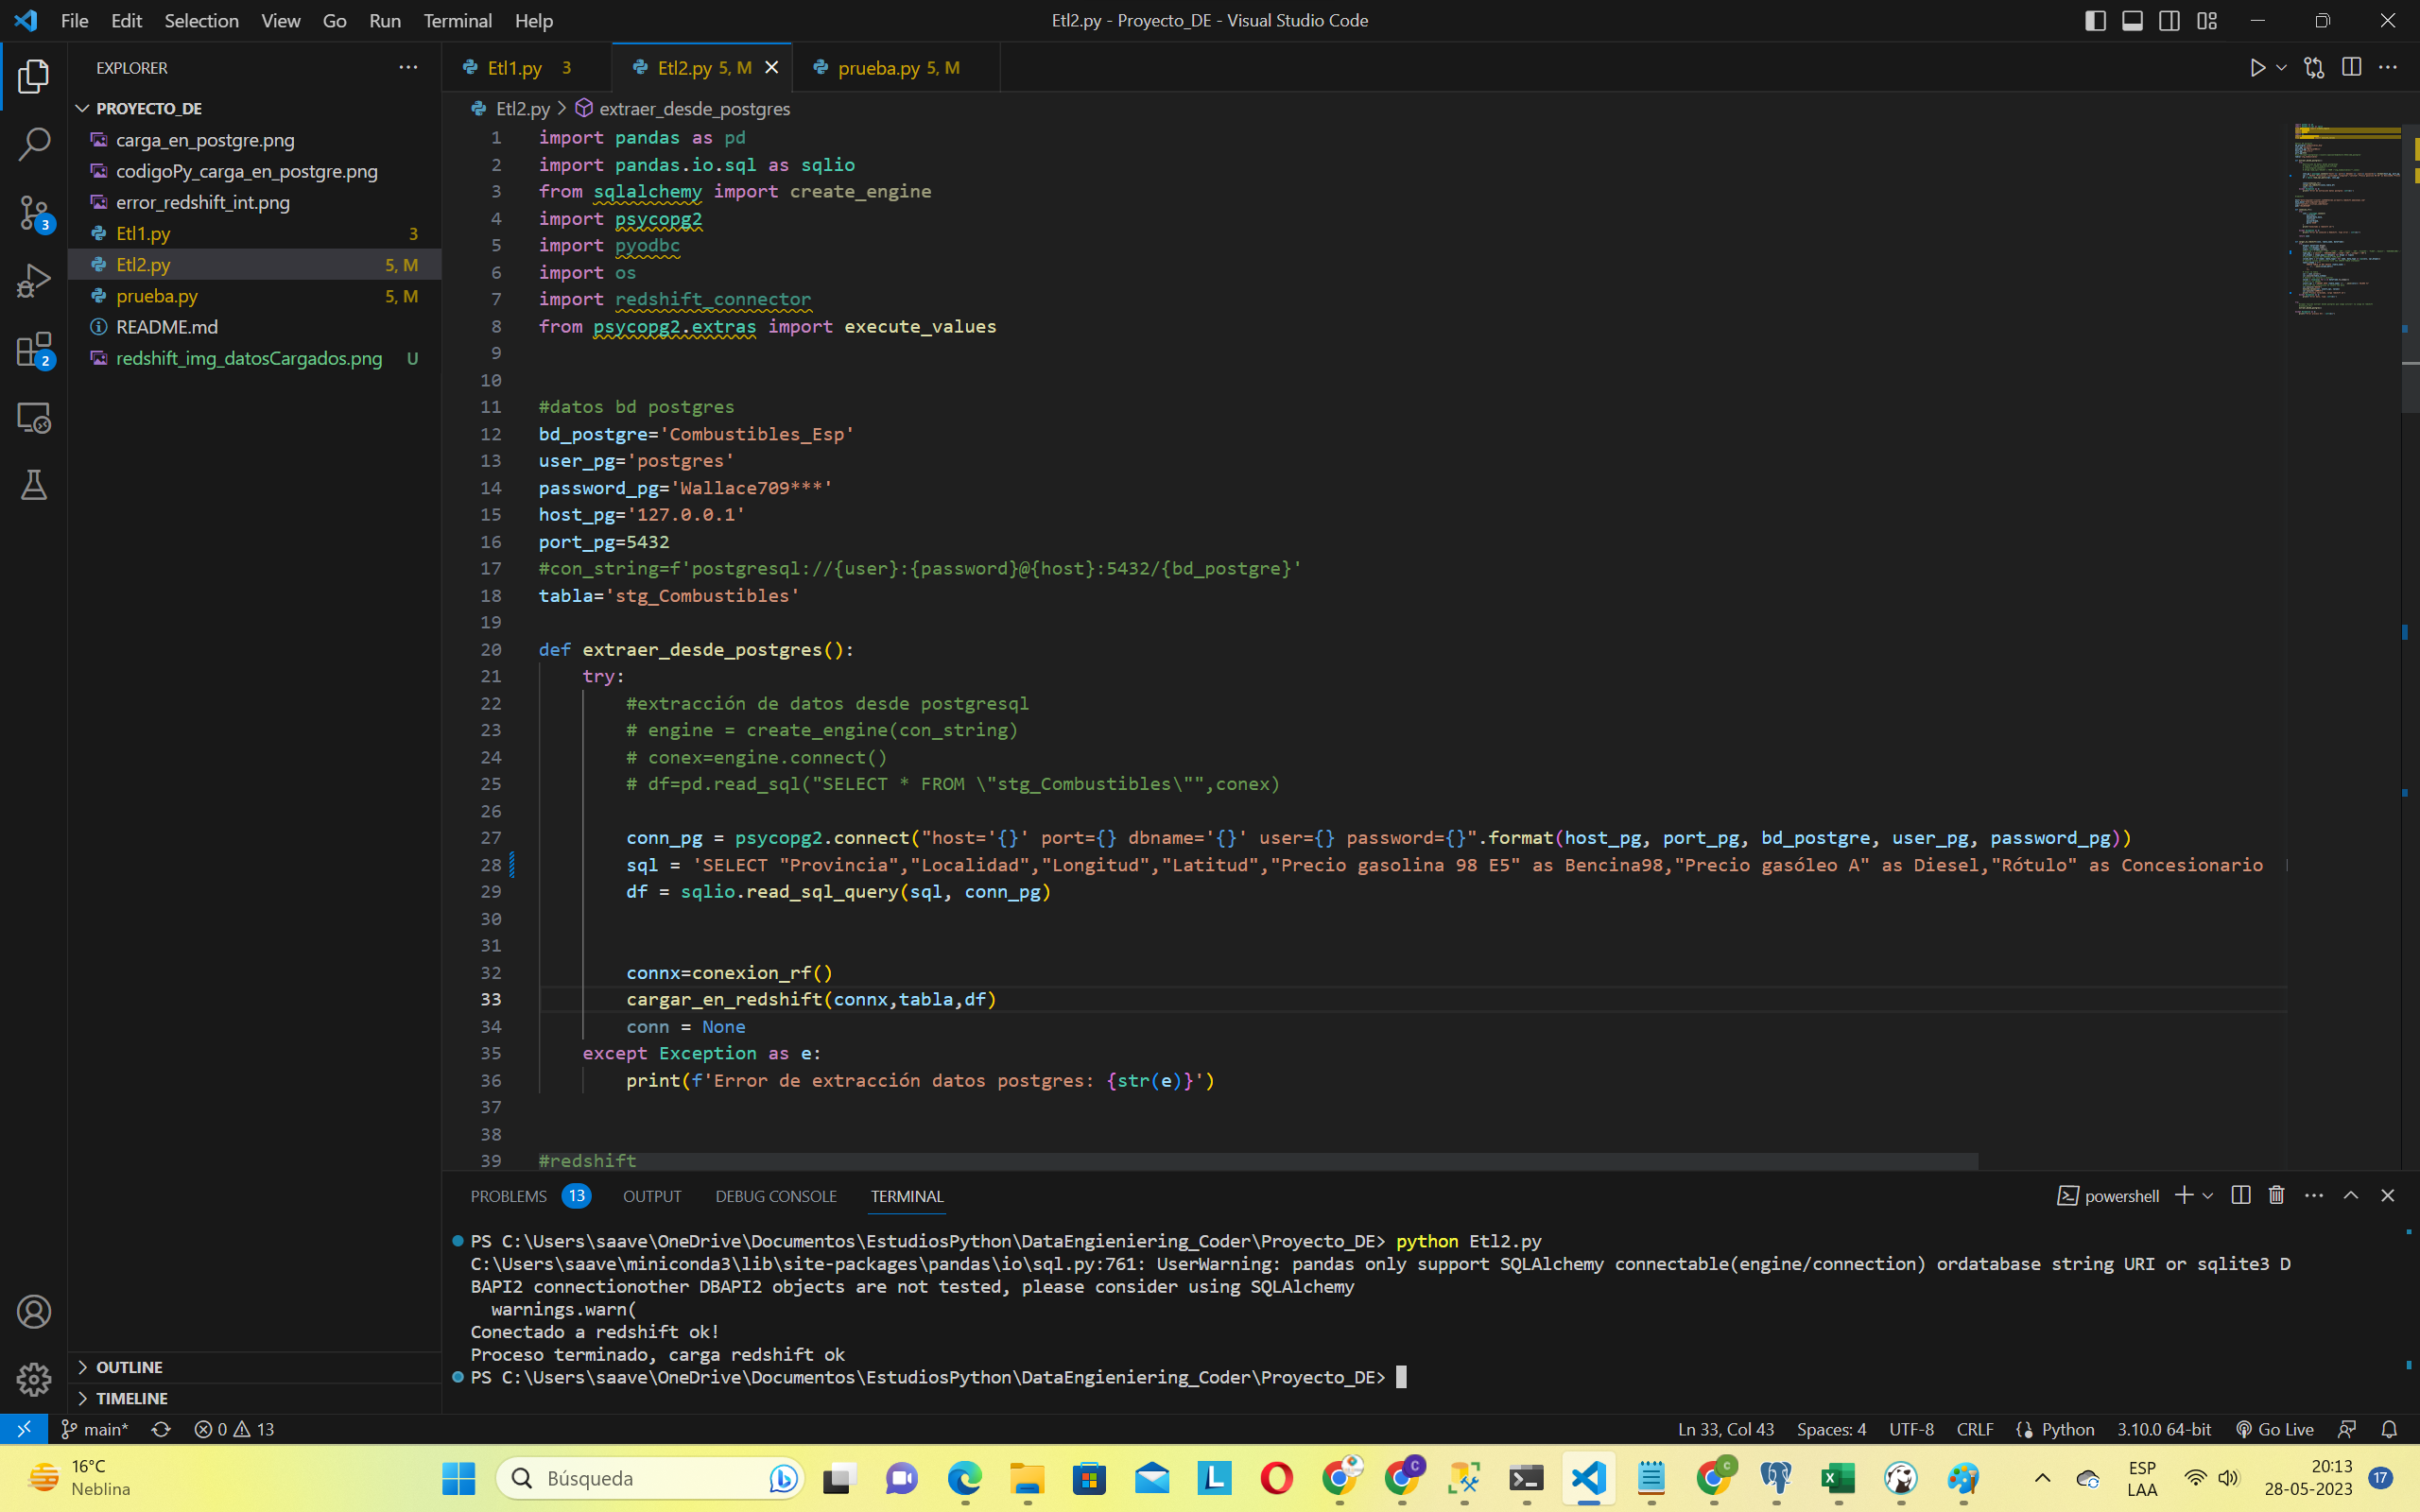 File Edit Selection View Go Run Terminal Help
Etl2.py - Proyecto_DE - Visual Studio Code
EXPLORER
PROYECTO_DE
carga_en_postgre.png
codigoPy_carga_en_postgre.png
error_redshift_int.png
Etl1.py 3
Etl2.py 5, M
prueba.py 5, M
README.md
redshift_img_datosCargados.png U
OUTLINE
TIMELINE
3
2
Etl1.py 3 Etl2.py 5, M prueba.py 5, M
Etl2.py > extraer_desde_postgres
1 import pandas as pd
2 import pandas.io.sql as sqlio
3 from sqlalchemy import create_engine
4 import psycopg2
5 import pyodbc
6 import os
7 import redshift_connector
8 from psycopg2.extras import execute_values
9
10
11 #datos bd postgres
12 bd_postgre='Combustibles_Esp'
13 user_pg='postgres'
14 password_pg='Wallace709***'
15 host_pg='127.0.0.1'
16 port_pg=5432
17 #con_string=f'postgresql://{user}:{password}@{host}:5432/{bd_postgre}'
18 tabla='stg_Combustibles'
19
20 def extraer_desde_postgres():
21 try:
22 #extracción de datos desde postgresql
23 # engine = create_engine(con_string)
24 # conex=engine.connect()
25 # df=pd.read_sql("SELECT * FROM \"stg_Combustibles\"",conex)
26
27 conn_pg = psycopg2.connect("host='{}' port={} dbname='{}' user={} password={}".format(host_pg, port_pg, bd_postgre, user_pg, password_pg))
28 sql = 'SELECT "Provincia","Localidad","Longitud","Latitud","Precio gasolina 98 E5" as Bencina98,"Precio gasóleo A" as Diesel,"Rótulo" as Concesionario
29 df = sqlio.read_sql_query(sql, conn_pg)
30
31
32 connx=conexion_rf()
33 cargar_en_redshift(connx,tabla,df)
34 conn = None
35 except Exception as e:
36 print(f'Error de extracción datos postgres: {str(e)}')
37
38
39 #redshift
PROBLEMS 13 OUTPUT DEBUG CONSOLE TERMINAL
powershell
PS C:\Users\saave\OneDrive\Documentos\EstudiosPython\DataEngieniering_Coder\Proyecto_DE> python Etl2.py
C:\Users\saave\miniconda3\lib\site-packages\pandas\io\sql.py:761: UserWarning: pandas only support SQLAlchemy connectable(engine/connection) ordatabase string URI or sqlite3 D
BAPI2 connectionother DBAPI2 objects are not tested, please consider using SQLAlchemy
warnings.warn(
Conectado a redshift ok!
Proceso terminado, carga redshift ok
PS C:\Users\saave\OneDrive\Documentos\EstudiosPython\DataEngieniering_Coder\Proyecto_DE>
main* 0 13
Ln 33, Col 43 Spaces: 4 UTF-8 CRLF {} Python 3.10.0 64-bit Go Live
16°C
Neblina
Búsqueda
ESP
LAA
20:13
28-05-2023
17